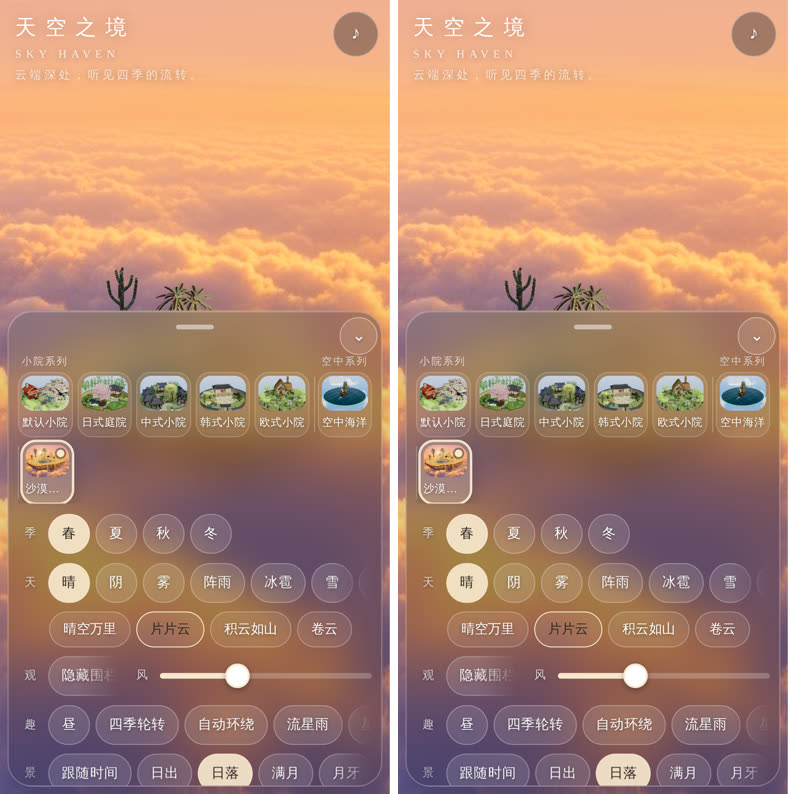 天空之境
SKY HAVEN
云端深处，听见四季的流转。
♪
小院系列 空中系列
默认小院 日式庭院 中式小院 韩式小院 欧式小院 空中海洋
沙漠...
季 春 夏 秋 冬
天 晴 阴 雾 阵雨 冰雹 雪
晴空万里 片片云 积云如山 卷云
观 隐藏围栏 风
趣 昼 四季轮转 自动环绕 流星雨
景 跟随时间 日出 日落 满月 月牙
天空之境
SKY HAVEN
云端深处，听见四季的流转。
♪
小院系列 空中系列
默认小院 日式庭院 中式小院 韩式小院 欧式小院 空中海洋
沙漠...
季 春 夏 秋 冬
天 晴 阴 雾 阵雨 冰雹 雪
晴空万里 片片云 积云如山 卷云
观 隐藏围栏 风
趣 昼 四季轮转 自动环绕 流星雨
景 跟随时间 日出 日落 满月 月牙